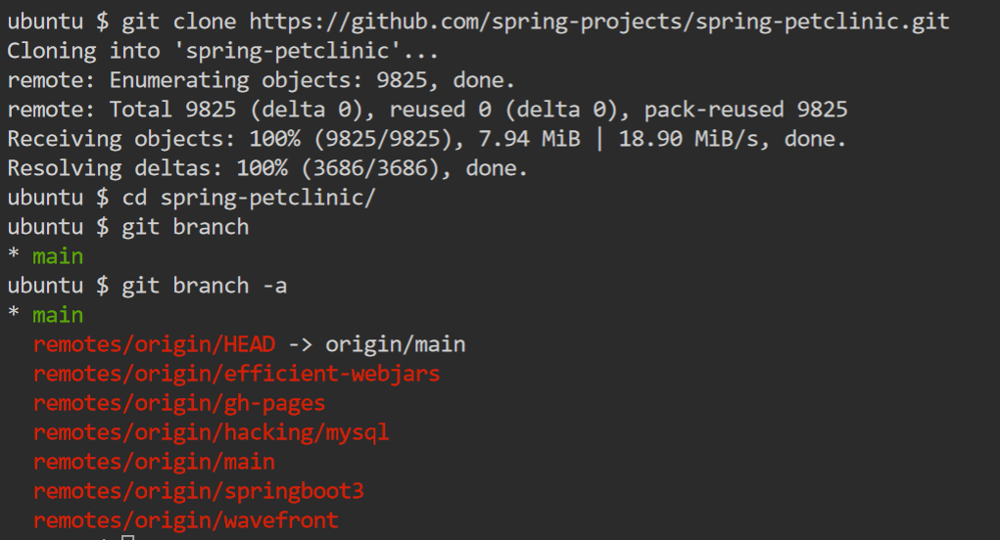 ubuntu $ git clone https://github.com/spring-projects/spring-petclinic.git
Cloning into 'spring-petclinic'...
remote: Enumerating objects: 9825, done.
remote: Total 9825 (delta 0), reused 0 (delta 0), pack-reused 9825
Receiving objects: 100% (9825/9825), 7.94 MiB | 18.90 MiB/s, done.
Resolving deltas: 100% (3686/3686), done.
ubuntu $ cd spring-petclinic/
ubuntu $ git branch
* main
ubuntu $ git branch -a
* main
  remotes/origin/HEAD -> origin/main
  remotes/origin/efficient-webjars
  remotes/origin/gh-pages
  remotes/origin/hacking/mysql
  remotes/origin/main
  remotes/origin/springboot3
  remotes/origin/wavefront